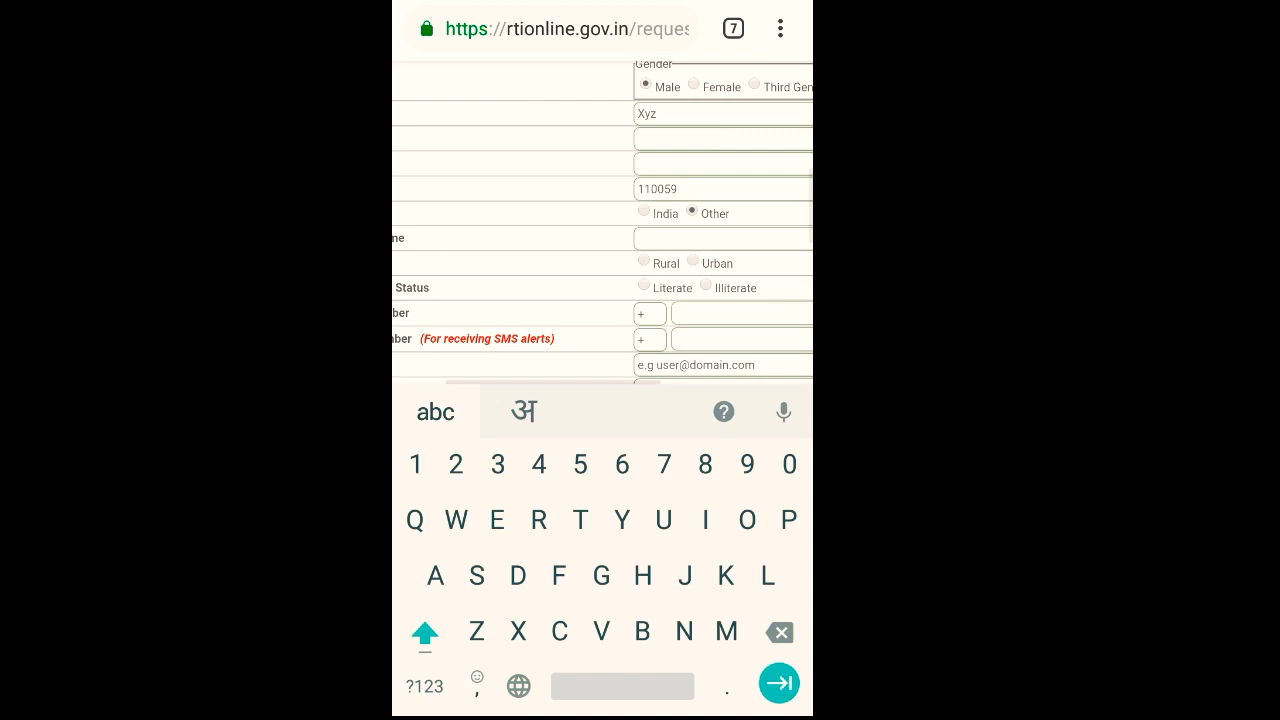 https://rtionline.gov.in/reques 7
Gender
Male Female Third Gen
Xyz
110059
India Other
me
Rural Urban
Status Literate Illiterate
ber +
nber (For receiving SMS alerts) +
e.g user@domain.com
abc अ ?
1 2 3 4 5 6 7 8 9 0
Q W E R T Y U I O P
A S D F G H J K L
Z X C V B N M
?123 , .